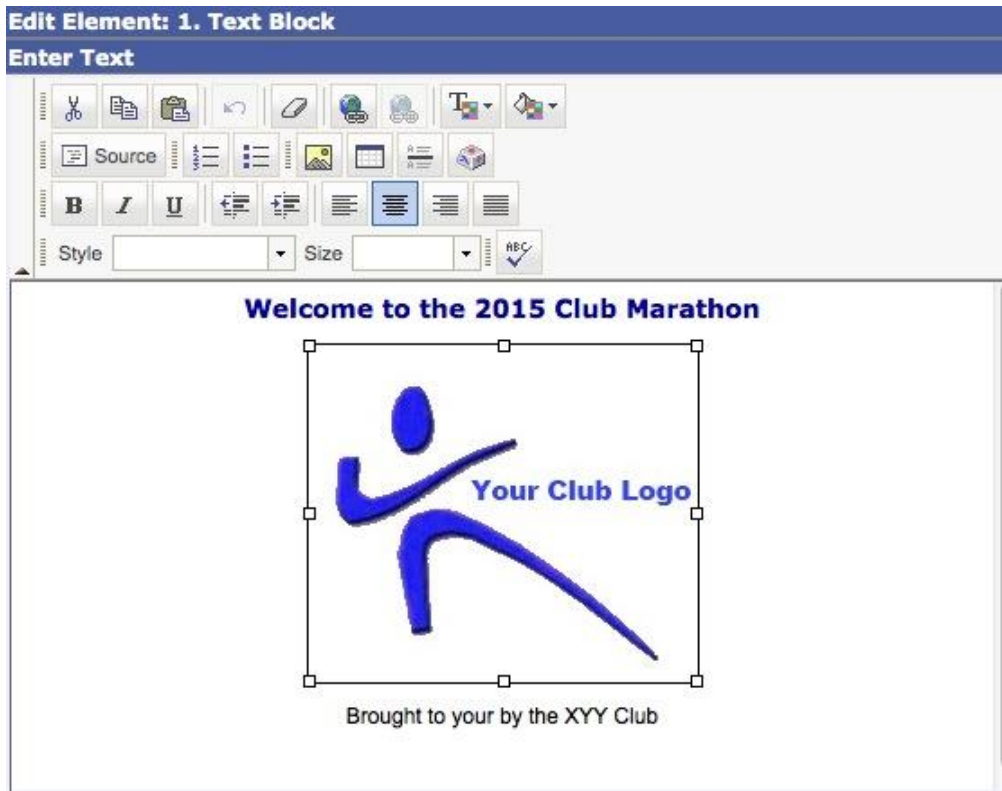 Edit Element: 1. Text Block
Enter Text
Source
B I U
Style Size ABC
Welcome to the 2015 Club Marathon
Your Club Logo
Brought to your by the XYY Club